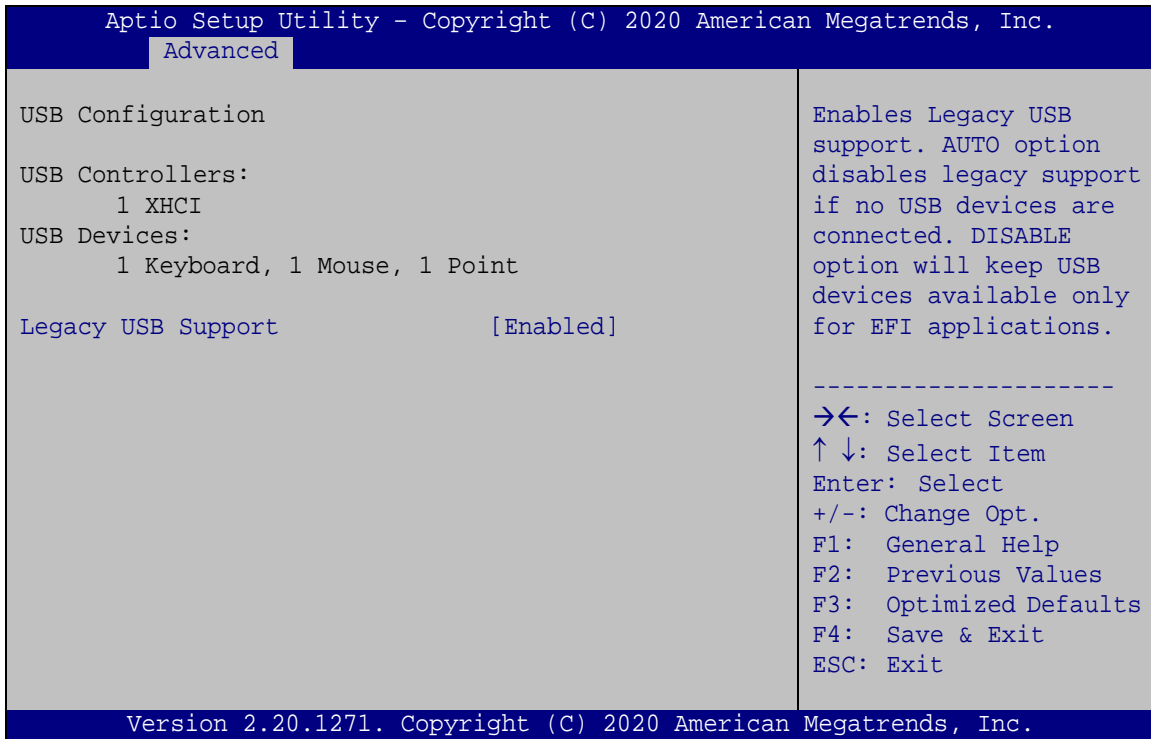 Aptio Setup Utility – Copyright (C) 2020 American Megatrends, Inc.
Advanced
USB Configuration
USB Controllers:
1 XHCI
USB Devices:
1 Keyboard, 1 Mouse, 1 Point
Legacy USB Support [Enabled]
Enables Legacy USB
support. AUTO option
disables legacy support
if no USB devices are
connected. DISABLE
option will keep USB
devices available only
for EFI applications.
---------------------
→←: Select Screen
↑ ↓: Select Item
Enter: Select
+/-: Change Opt.
F1: General Help
F2: Previous Values
F3: Optimized Defaults
F4: Save & Exit
ESC: Exit
Version 2.20.1271. Copyright (C) 2020 American Megatrends, Inc.